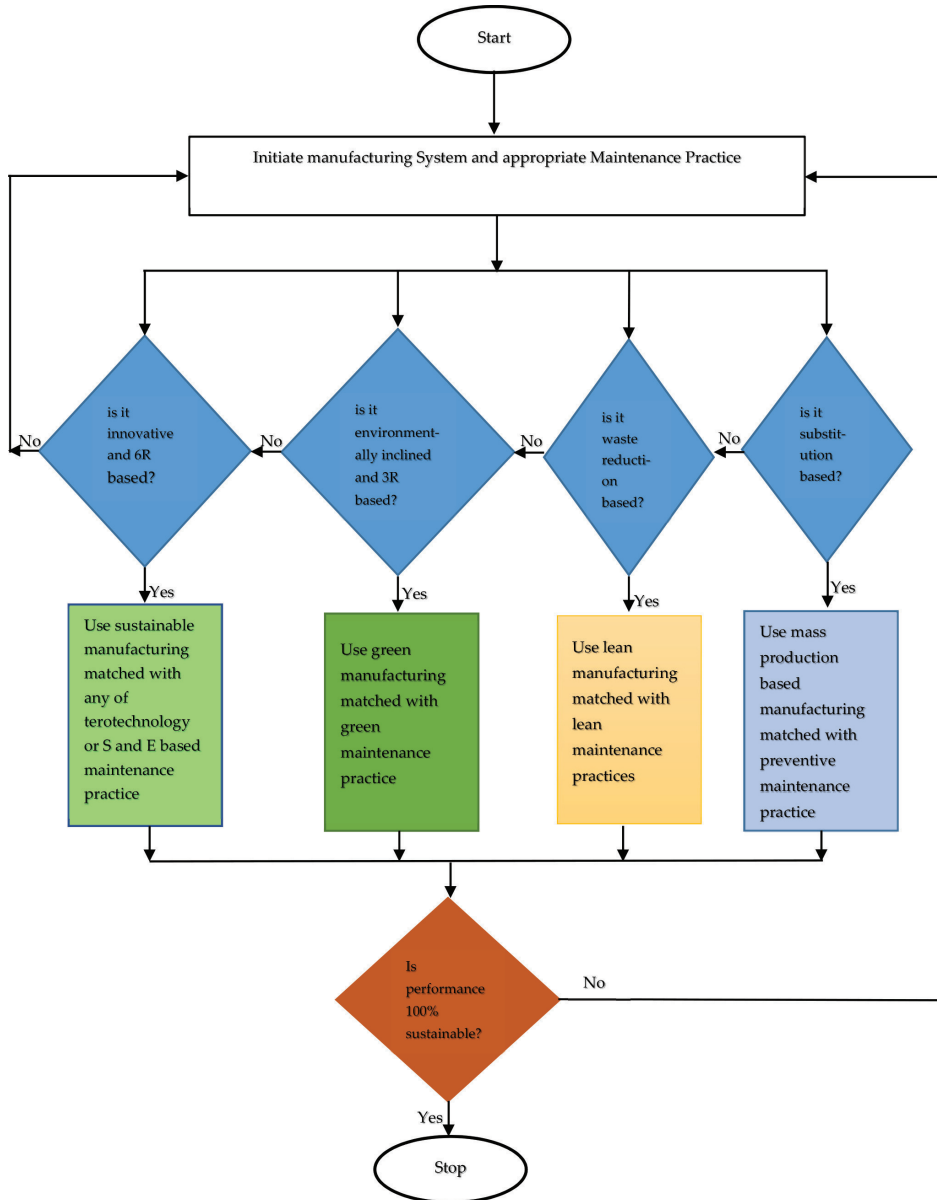 Start
Initiate manufacturing System and appropriate Maintenance Practice
is it
innovative
and 6R
based?
is it
environment-
ally inclined
and 3R
based?
is it
waste
reducti-
on
based?
is it
substit-
ution
based?
No
No
No
No
Yes
Yes
Yes
Yes
Use sustainable
manufacturing
matched with
any of
terotechnology
or S and E based
maintenance
practice
Use green
manufacturing
matched with
green
maintenance
practice
Use lean
manufacturing
matched with
lean
maintenance
practices
Use mass
production
based
manufacturing
matched with
preventive
maintenance
practice
Is
performance
100%
sustainable?
No
Yes
Stop